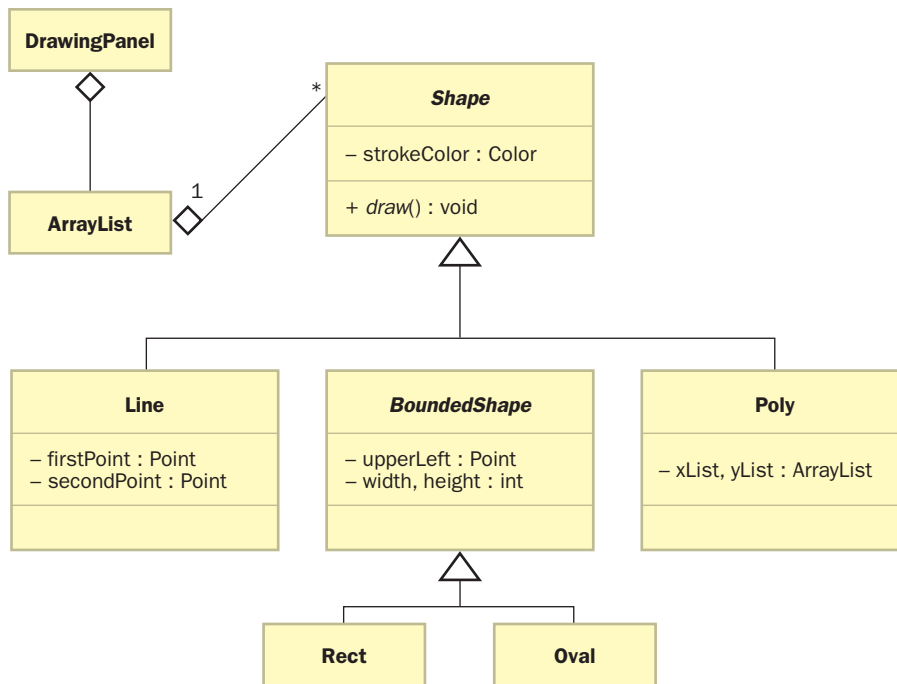 DrawingPanel
*
Shape
– strokeColor : Color
1
+ draw() : void
ArrayList
Line
– firstPoint : Point
– secondPoint : Point
BoundedShape
– upperLeft : Point
– width, height : int
Poly
– xList, yList : ArrayList
Rect
Oval